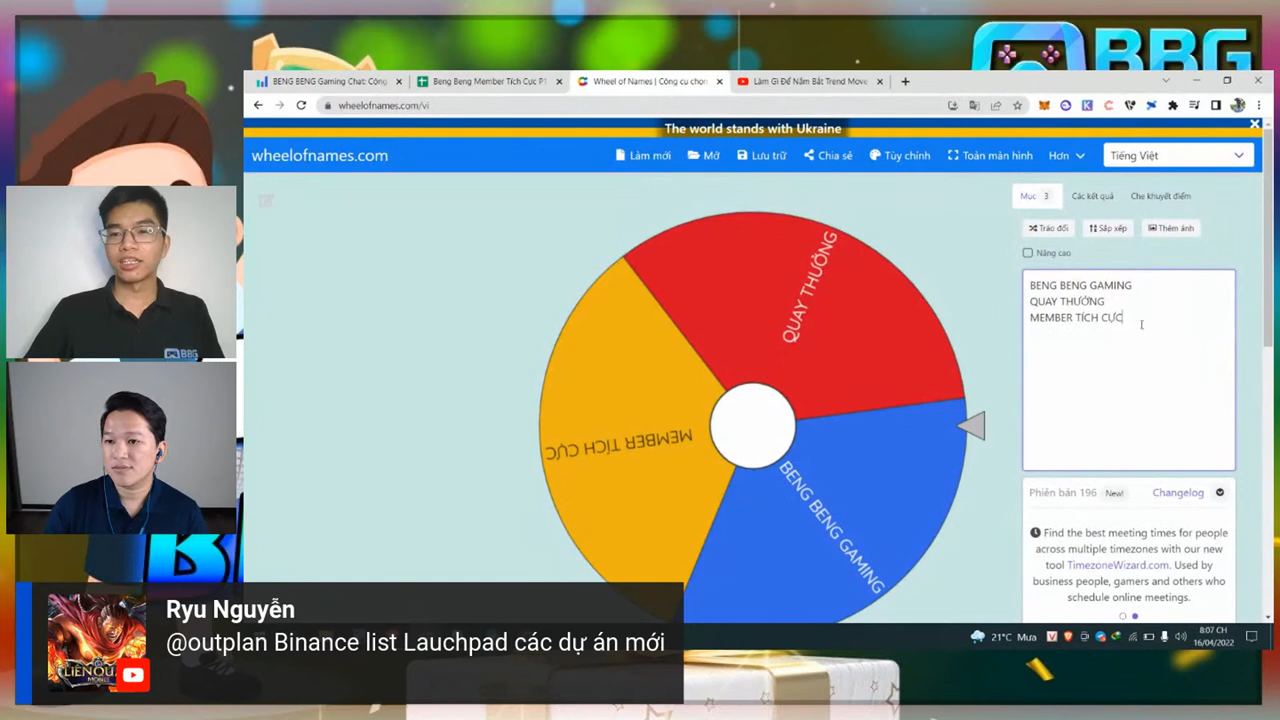 BBG
BENG BENG Gaming Chat: Cộng
Beng Beng Member Tích Cực P1
Wheel of Names | Công cụ chọn
Làm Gì Để Nắm Bắt Trend Move
wheelofnames.com/vi
The world stands with Ukraine
wheelofnames.com
Làm mới
Mở
Lưu trữ
Chia sẻ
Tùy chỉnh
Toàn màn hình
Hơn
Tiếng Việt
Mục 3
Các kết quả
Che khuyết điểm
Tráo đổi
Sắp xếp
Thêm ảnh
Nâng cao
BENG BENG GAMING
QUAY THƯỞNG
MEMBER TÍCH CỰC
QUAY THƯỞNG
MEMBER TÍCH CỰC
BENG BENG GAMING
BBG
Phiên bản 196 New! Changelog
Find the best meeting times for people
across multiple timezones with our new
tool TimezoneWizard.com. Used by
business people, gamers and others who
schedule online meetings.
21°C Mưa
8:07 CH
16/04/2022
LIÊN QUÂN
MOBILE
Ryu Nguyễn
@outplan Binance list Lauchpad các dự án mới